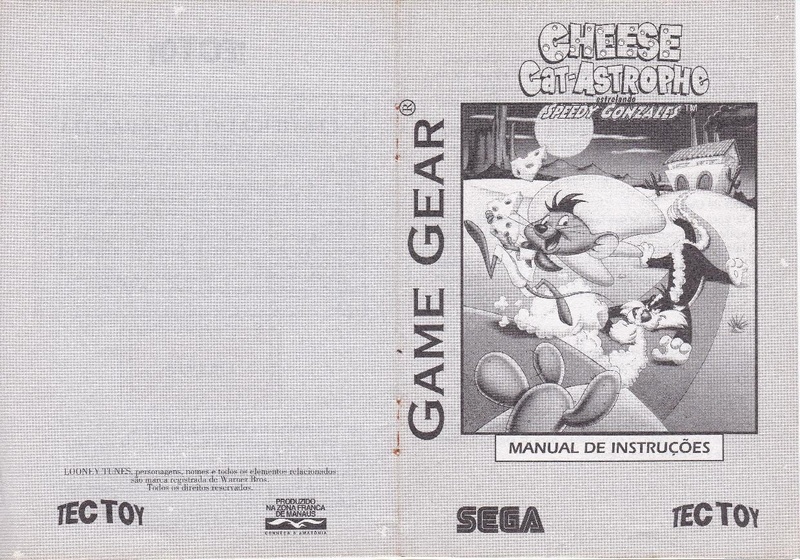 LOONEY TUNES, personagens, nomes e todos os elementos relacionados
são marca registrada de Warner Bros.
Todos os direitos reservados.
TEC TOY
PRODUZIDO
NA ZONA FRANCA
DE MANAUS
CONHEÇA O AMAZONIA
GAME GEAR®
CHEESE
CAT-ASTROPHE
estrelando
SPEEDY GONZALES™
MANUAL DE INSTRUÇÕES
SEGA
TEC TOY